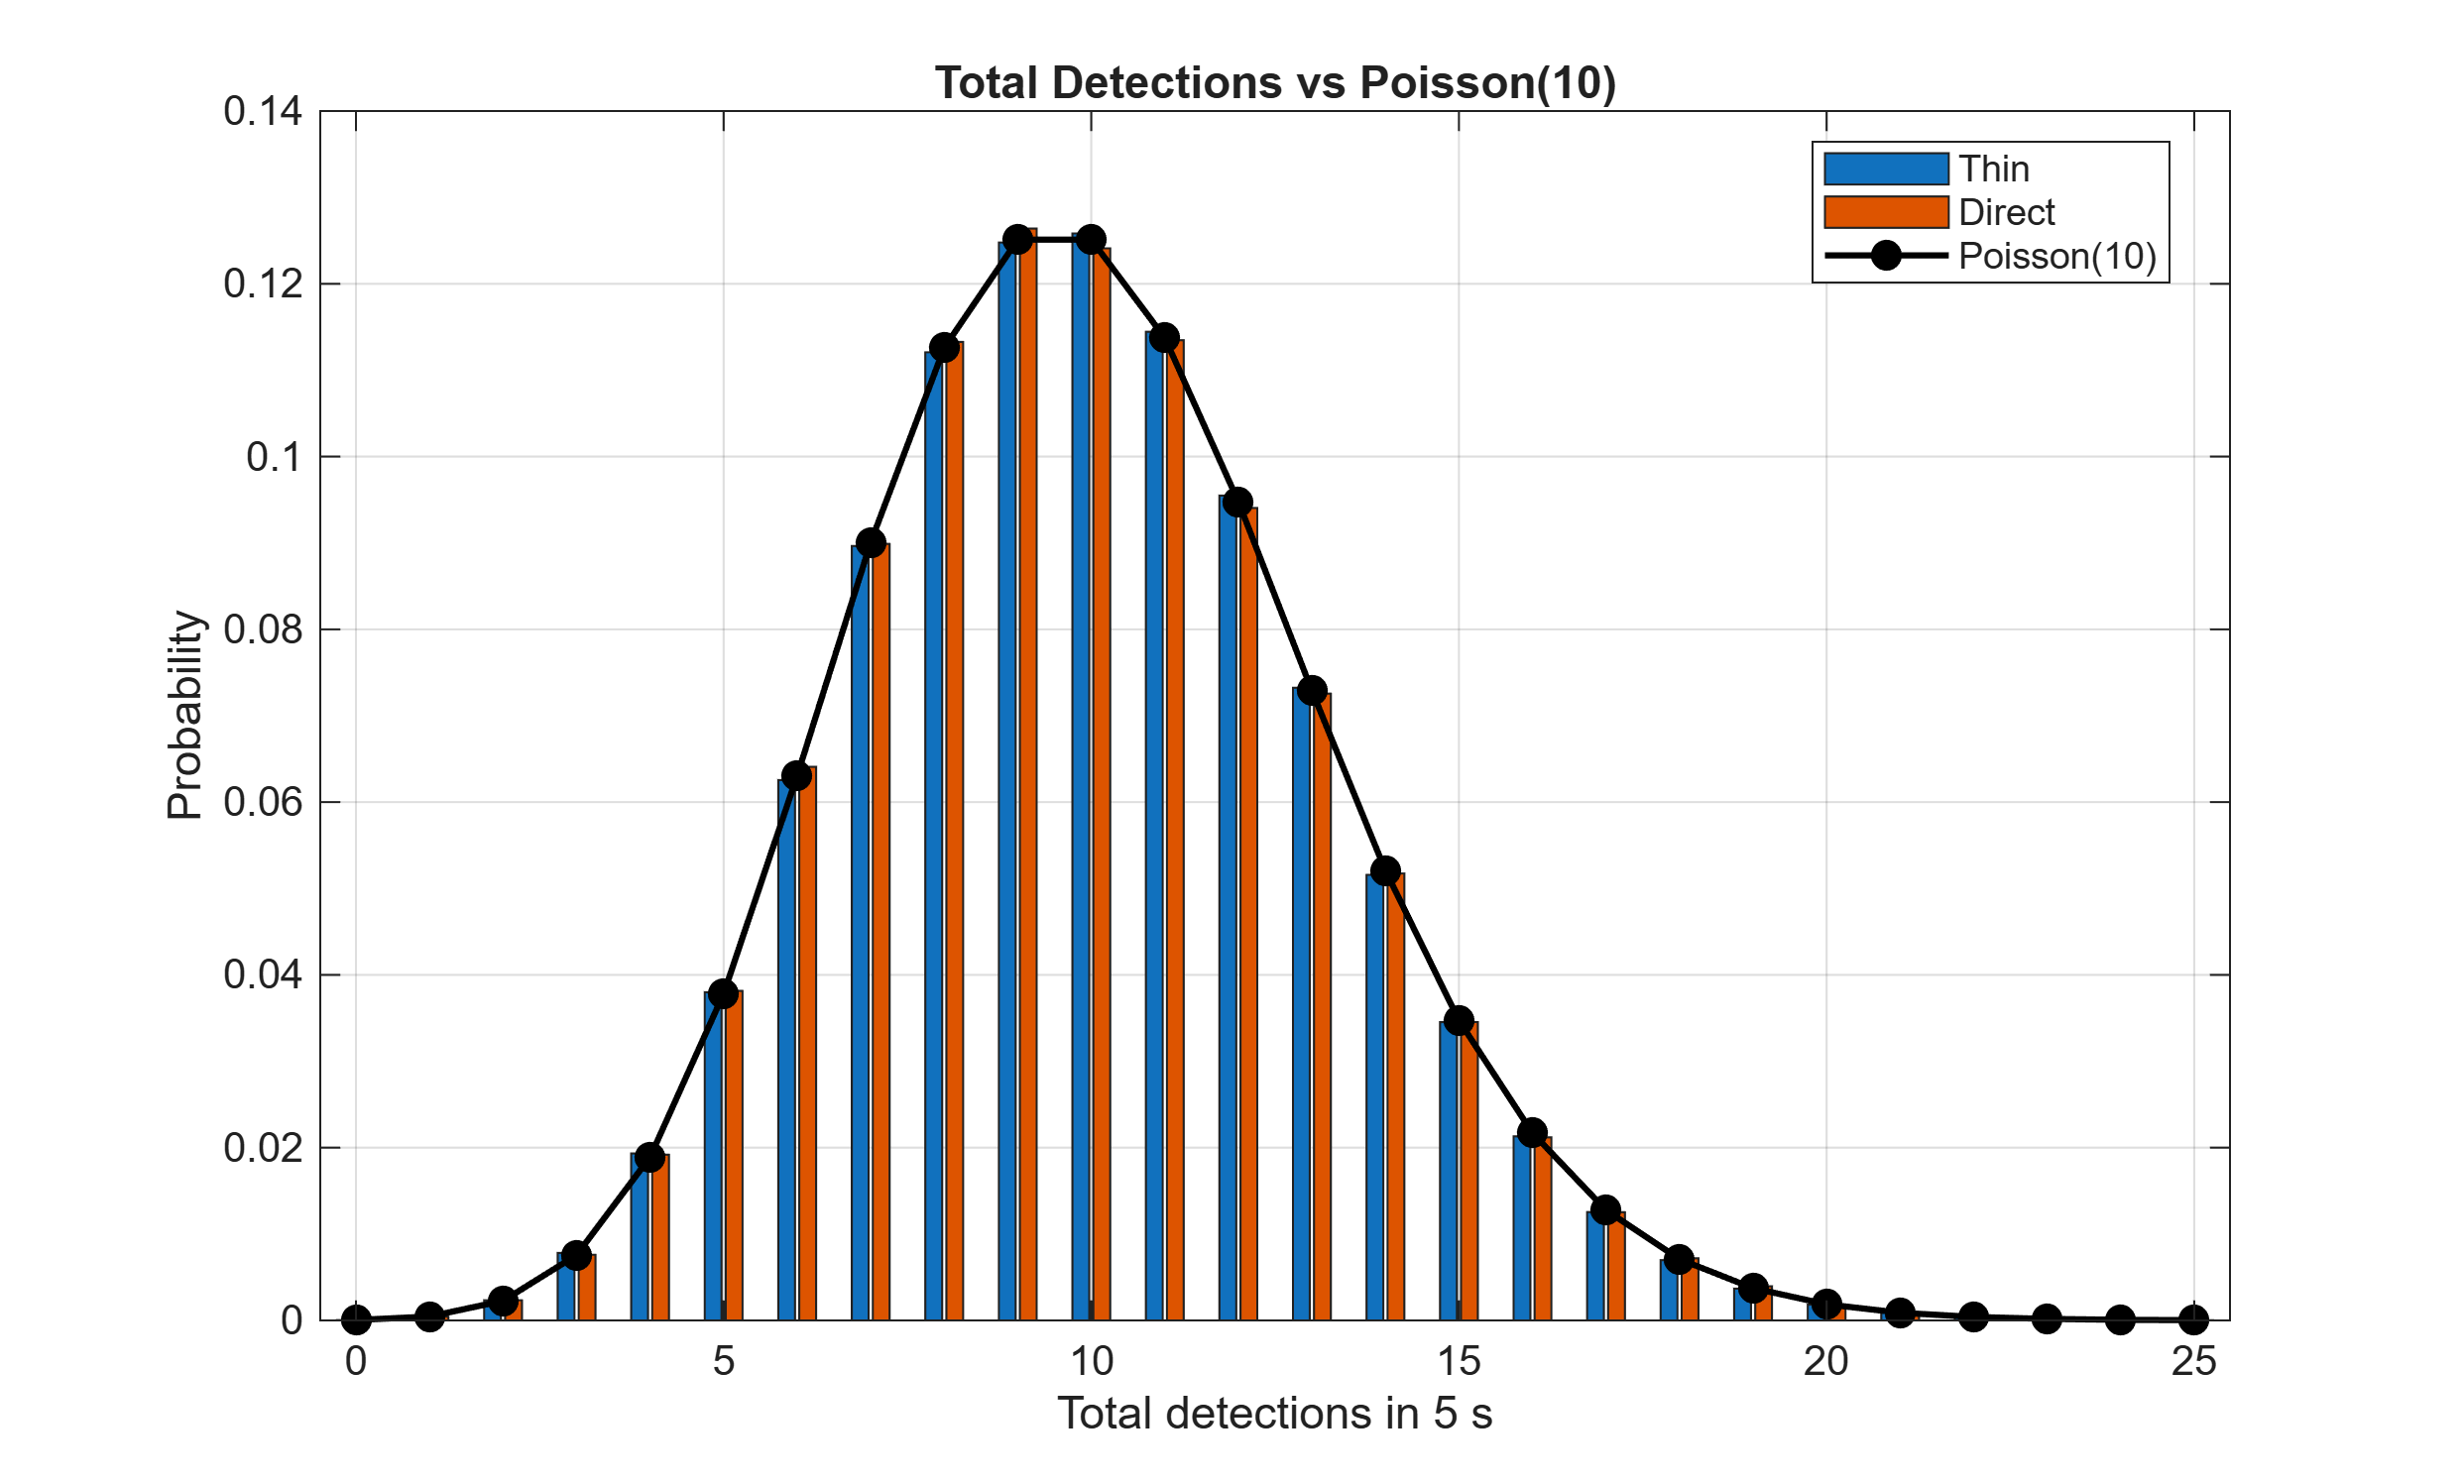 Total Detections vs Poisson(10)
0.14
0.12
0.1
0.08
0.06
0.04
0.02
0
Probability
Thin
Direct
Poisson(10)
0 5 10 15 20 25
Total detections in 5 s